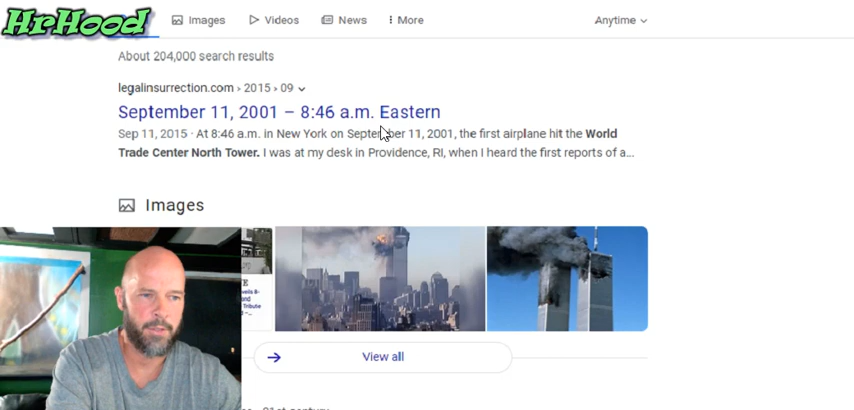 HrHood
Images Videos News More Anytime
About 204,000 search results
legalinsurrection.com › 2015 › 09
September 11, 2001 – 8:46 a.m. Eastern
Sep 11, 2015 · At 8:46 a.m. in New York on September 11, 2001, the first airplane hit the World
Trade Center North Tower. I was at my desk in Providence, RI, when I heard the first reports of a...
Images
Tribute
View all